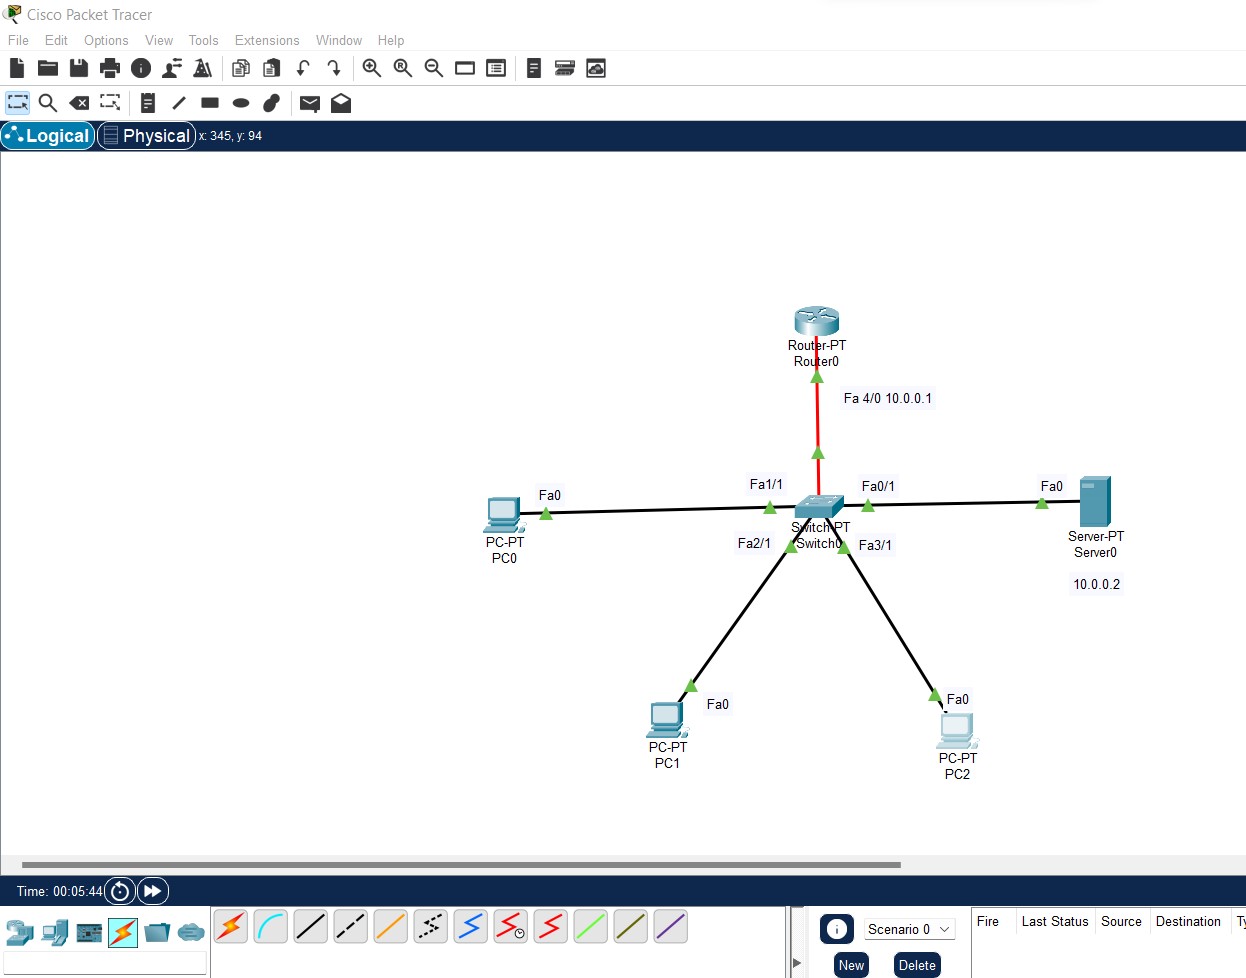 Cisco Packet Tracer
File Edit Options View Tools Extensions Window Help
Logical Physical x: 345, y: 94
Router-PT
Router0
Fa 4/0 10.0.0.1
Fa1/1 Fa0/1 Fa0
Fa0
Switch-PT
Switch0
Fa2/1 Fa3/1
PC-PT
PC0
Server-PT
Server0
10.0.0.2
Fa0
Fa0
PC-PT
PC1
PC-PT
PC2
Time: 00:05:44
Scenario 0
New Delete
Fire Last Status Source Destination Ty